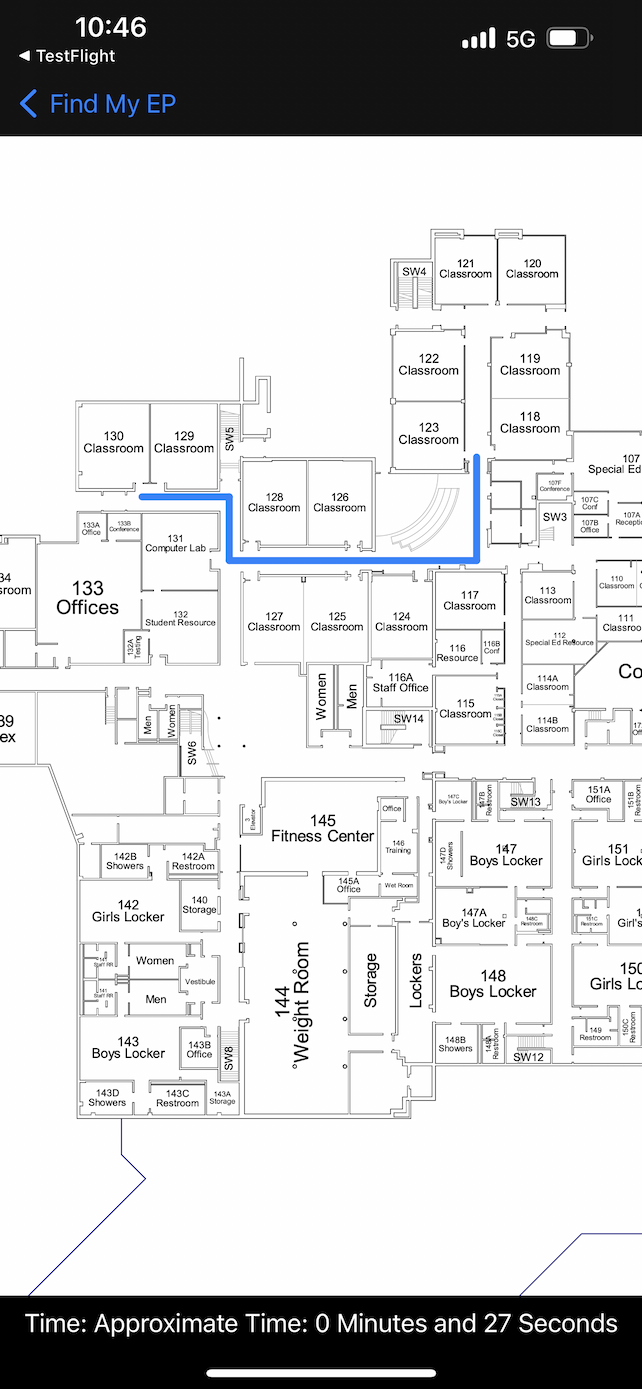 10:46
5G
◀ TestFlight
Find My EP
SW4
121
Classroom
120
Classroom
122
Classroom
119
Classroom
123
Classroom
118
Classroom
130
Classroom
129
Classroom
SW5
107
Special Ed
128
Classroom
126
Classroom
107F
Conference
107C
Conf
107B
Office
107A
Recepti
SW3
133A
Office
133B
Conference
131
Computer Lab
34
sroom
133
Offices
132
Student Resource
132A
Testing
127
Classroom
125
Classroom
124
Classroom
117
Classroom
113
Classroom
110
Classroom
111
Classroom
116
Resource
116B
Conf
112
Special Ed Resource
Co
116A
Staff Office
114A
Classroom
Women
Men
115
Classroom
SW14
114B
Classroom
39
ex
Men
Women
SW6
145
Fitness Center
Office
146
Training
3
Elevator
147C
Boy's Locker
147B
Restroom
SW13
151A
Office
151B
Restroom
142B
Showers
142A
Restroom
145A
Office
Wet Room
147D
Showers
147
Boys Locker
151
Girls Lock
142
Girls Locker
140
Storage
147A
Boy's Locker
148C
Restroom
151C
Restroom
Girl's
141
Staff RR
Women
Vestibule
141
Staff RR
Men
144
Weight Room
Storage
Lockers
148
Boys Locker
150
Girls Lo
143
Boys Locker
143B
Office
SW8
148B
Showers
148A
Restroom
SW12
149
Restroom
150C
Restroom
143D
Showers
143C
Restroom
143A
Storage
Time: Approximate Time: 0 Minutes and 27 Seconds